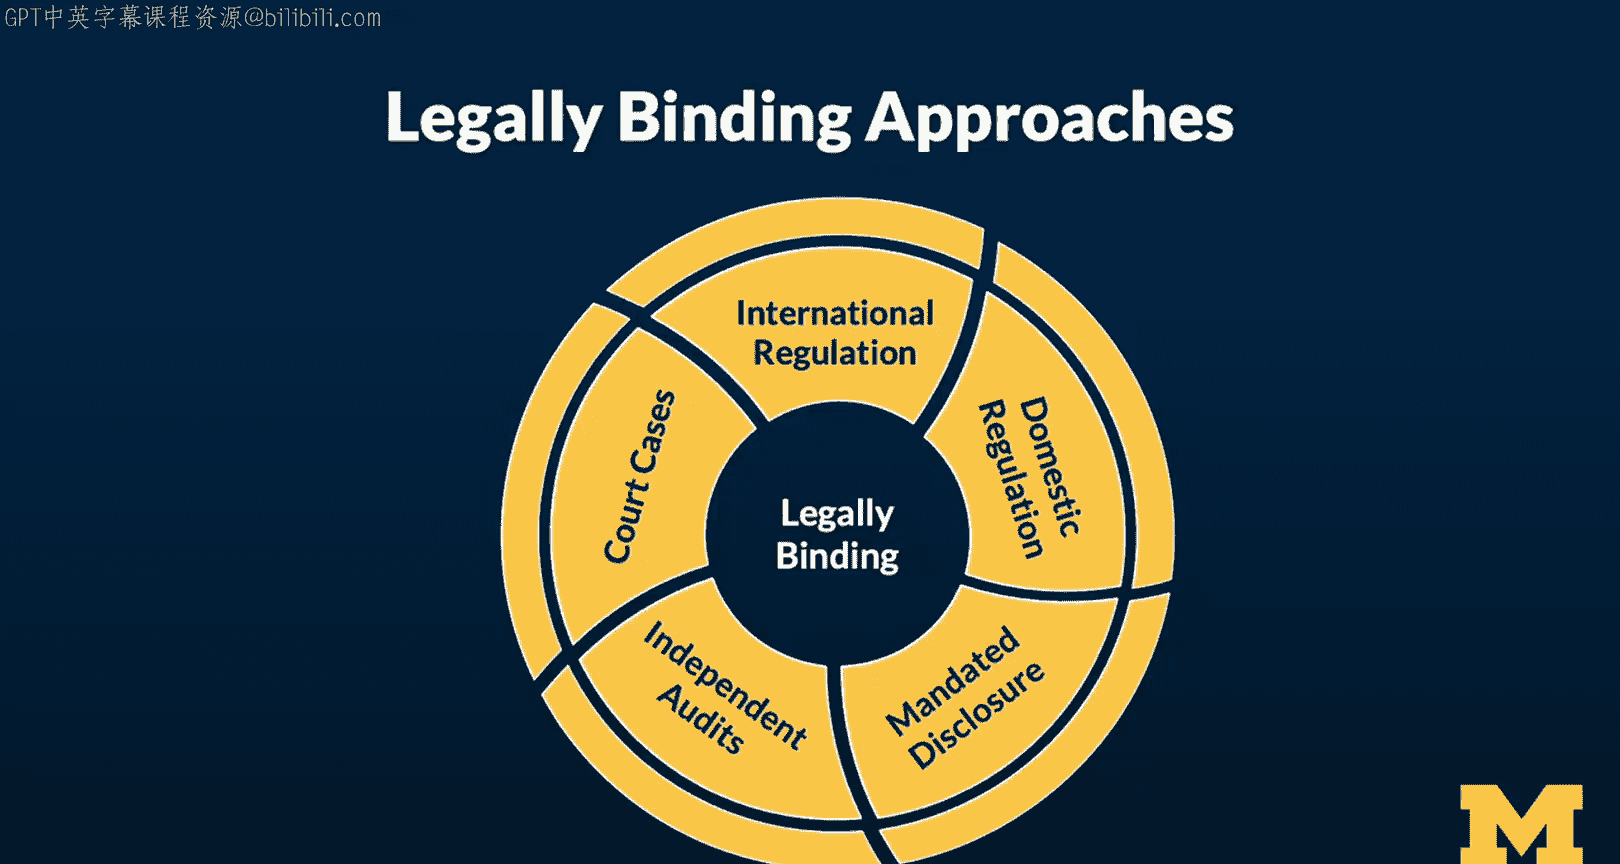 GPT中英字幕课程资源@bilibili.com
Legally Binding Approaches
International
Regulation
Domestic
Regulation
Mandated
Disclosure
Independent
Audits
Court Cases
Legally
Binding
M